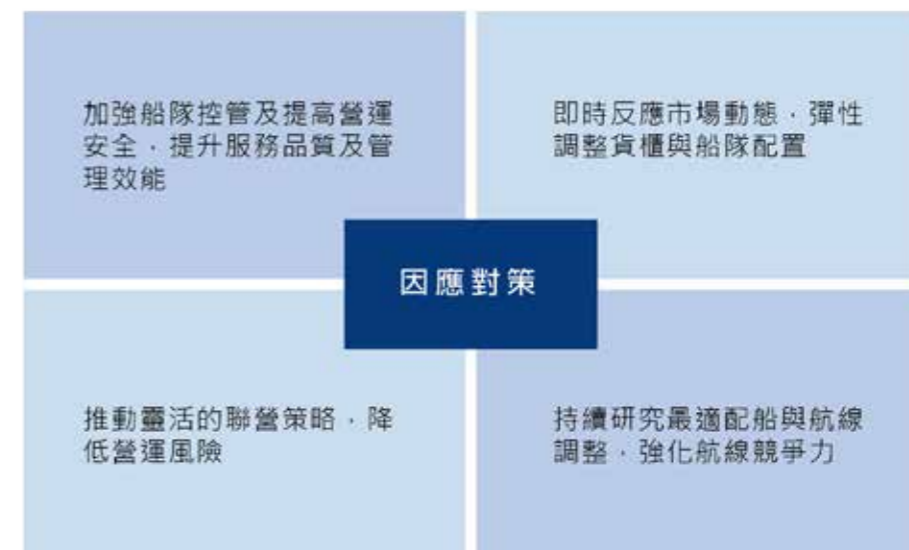 加強船隊控管及提高營運
安全，提升服務品質及管
理效能
即時反應市場動態，彈性
調整貨櫃與船隊配置
因應對策
推動靈活的聯營策略，降
低營運風險
持續研究最適配船與航線
調整，強化航線競爭力